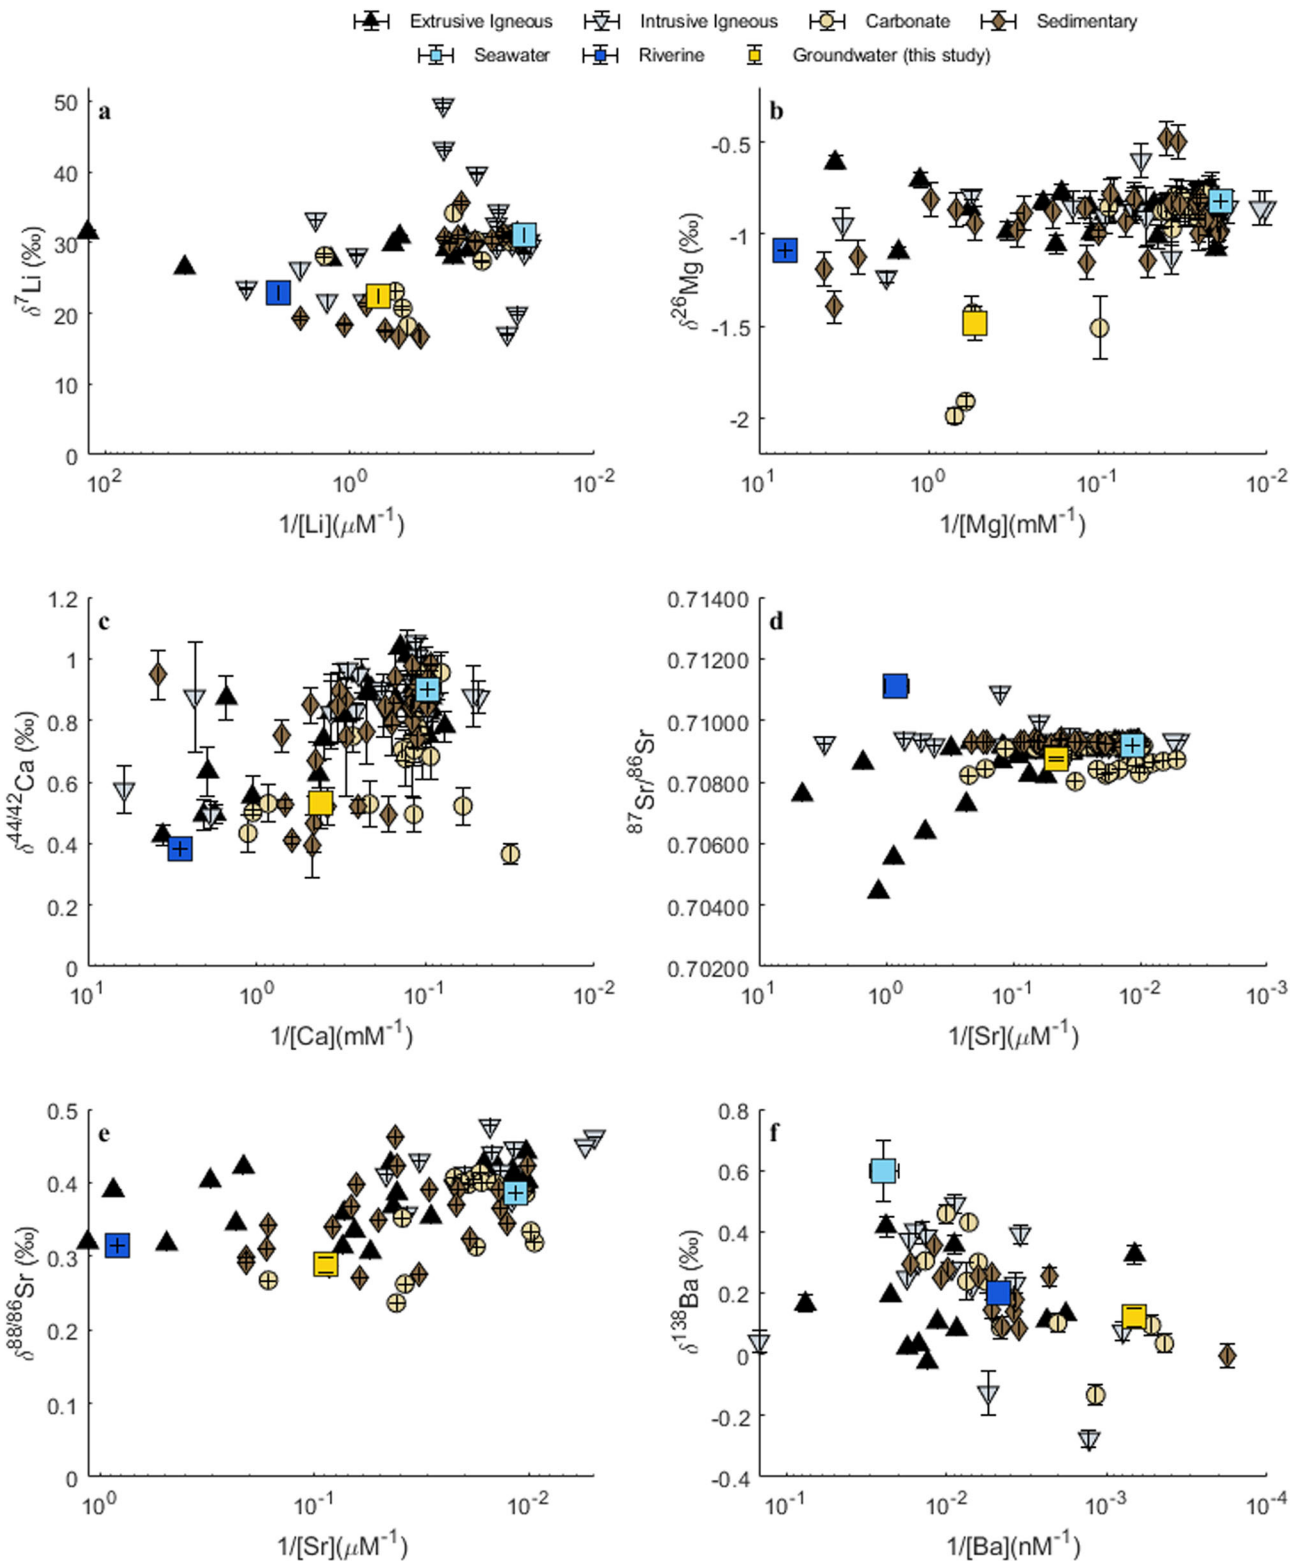 Extrusive Igneous Intrusive Igneous Carbonate Sedimentary
Seawater Riverine Groundwater (this study)
a
50
40
30
20
10
0
δ⁷Li (‰)
10² 10⁰ 10⁻²
1/[Li](μM⁻¹)
b
-0.5
-1
-1.5
-2
δ²⁶Mg (‰)
10¹ 10⁰ 10⁻¹ 10⁻²
1/[Mg](mM⁻¹)
c
1.2
1
0.8
0.6
0.4
0.2
0
δ⁴⁴/⁴²Ca (‰)
10¹ 10⁰ 10⁻¹ 10⁻²
1/[Ca](mM⁻¹)
d
0.71400
0.71200
0.71000
0.70800
0.70600
0.70400
0.70200
⁸⁷Sr/⁸⁶Sr
10¹ 10⁰ 10⁻¹ 10⁻² 10⁻³
1/[Sr](μM⁻¹)
e
0.5
0.4
0.3
0.2
0.1
0
δ⁸⁸/⁸⁶Sr (‰)
10⁰ 10⁻¹ 10⁻²
1/[Sr](μM⁻¹)
f
0.8
0.6
0.4
0.2
0
-0.2
-0.4
δ¹³⁸Ba (‰)
10⁻¹ 10⁻² 10⁻³ 10⁻⁴
1/[Ba](nM⁻¹)